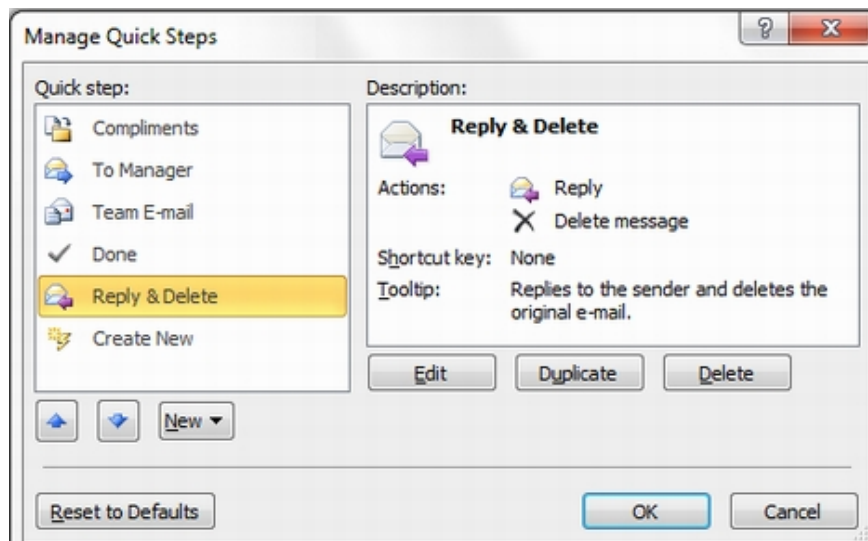 Manage Quick Steps
?
Quick step:
Compliments
To Manager
Team E-mail
Done
Reply & Delete
Create New
New
Description:
Reply & Delete
Actions:
Reply
Delete message
Shortcut key: None
Tooltip: Replies to the sender and deletes the
original e-mail.
Edit
Duplicate
Delete
Reset to Defaults
OK
Cancel